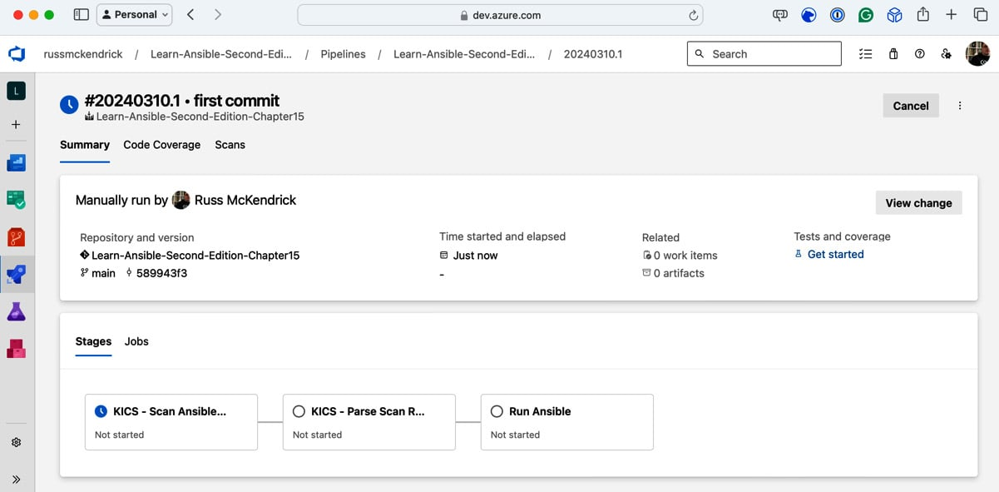 Personal
dev.azure.com
russmckendrick / Learn-Ansible-Second-Edi... / Pipelines / Learn-Ansible-Second-Edi... / 20240310.1
Search
L
#20240310.1 • first commit
Cancel
Learn-Ansible-Second-Edition-Chapter15
Summary Code Coverage Scans
Manually run by Russ McKendrick
View change
Repository and version Time started and elapsed Related Tests and coverage
Learn-Ansible-Second-Edition-Chapter15 Just now 0 work items Get started
main 589943f3 - 0 artifacts
Stages Jobs
KICS - Scan Ansible... KICS - Parse Scan R... Run Ansible
Not started Not started Not started